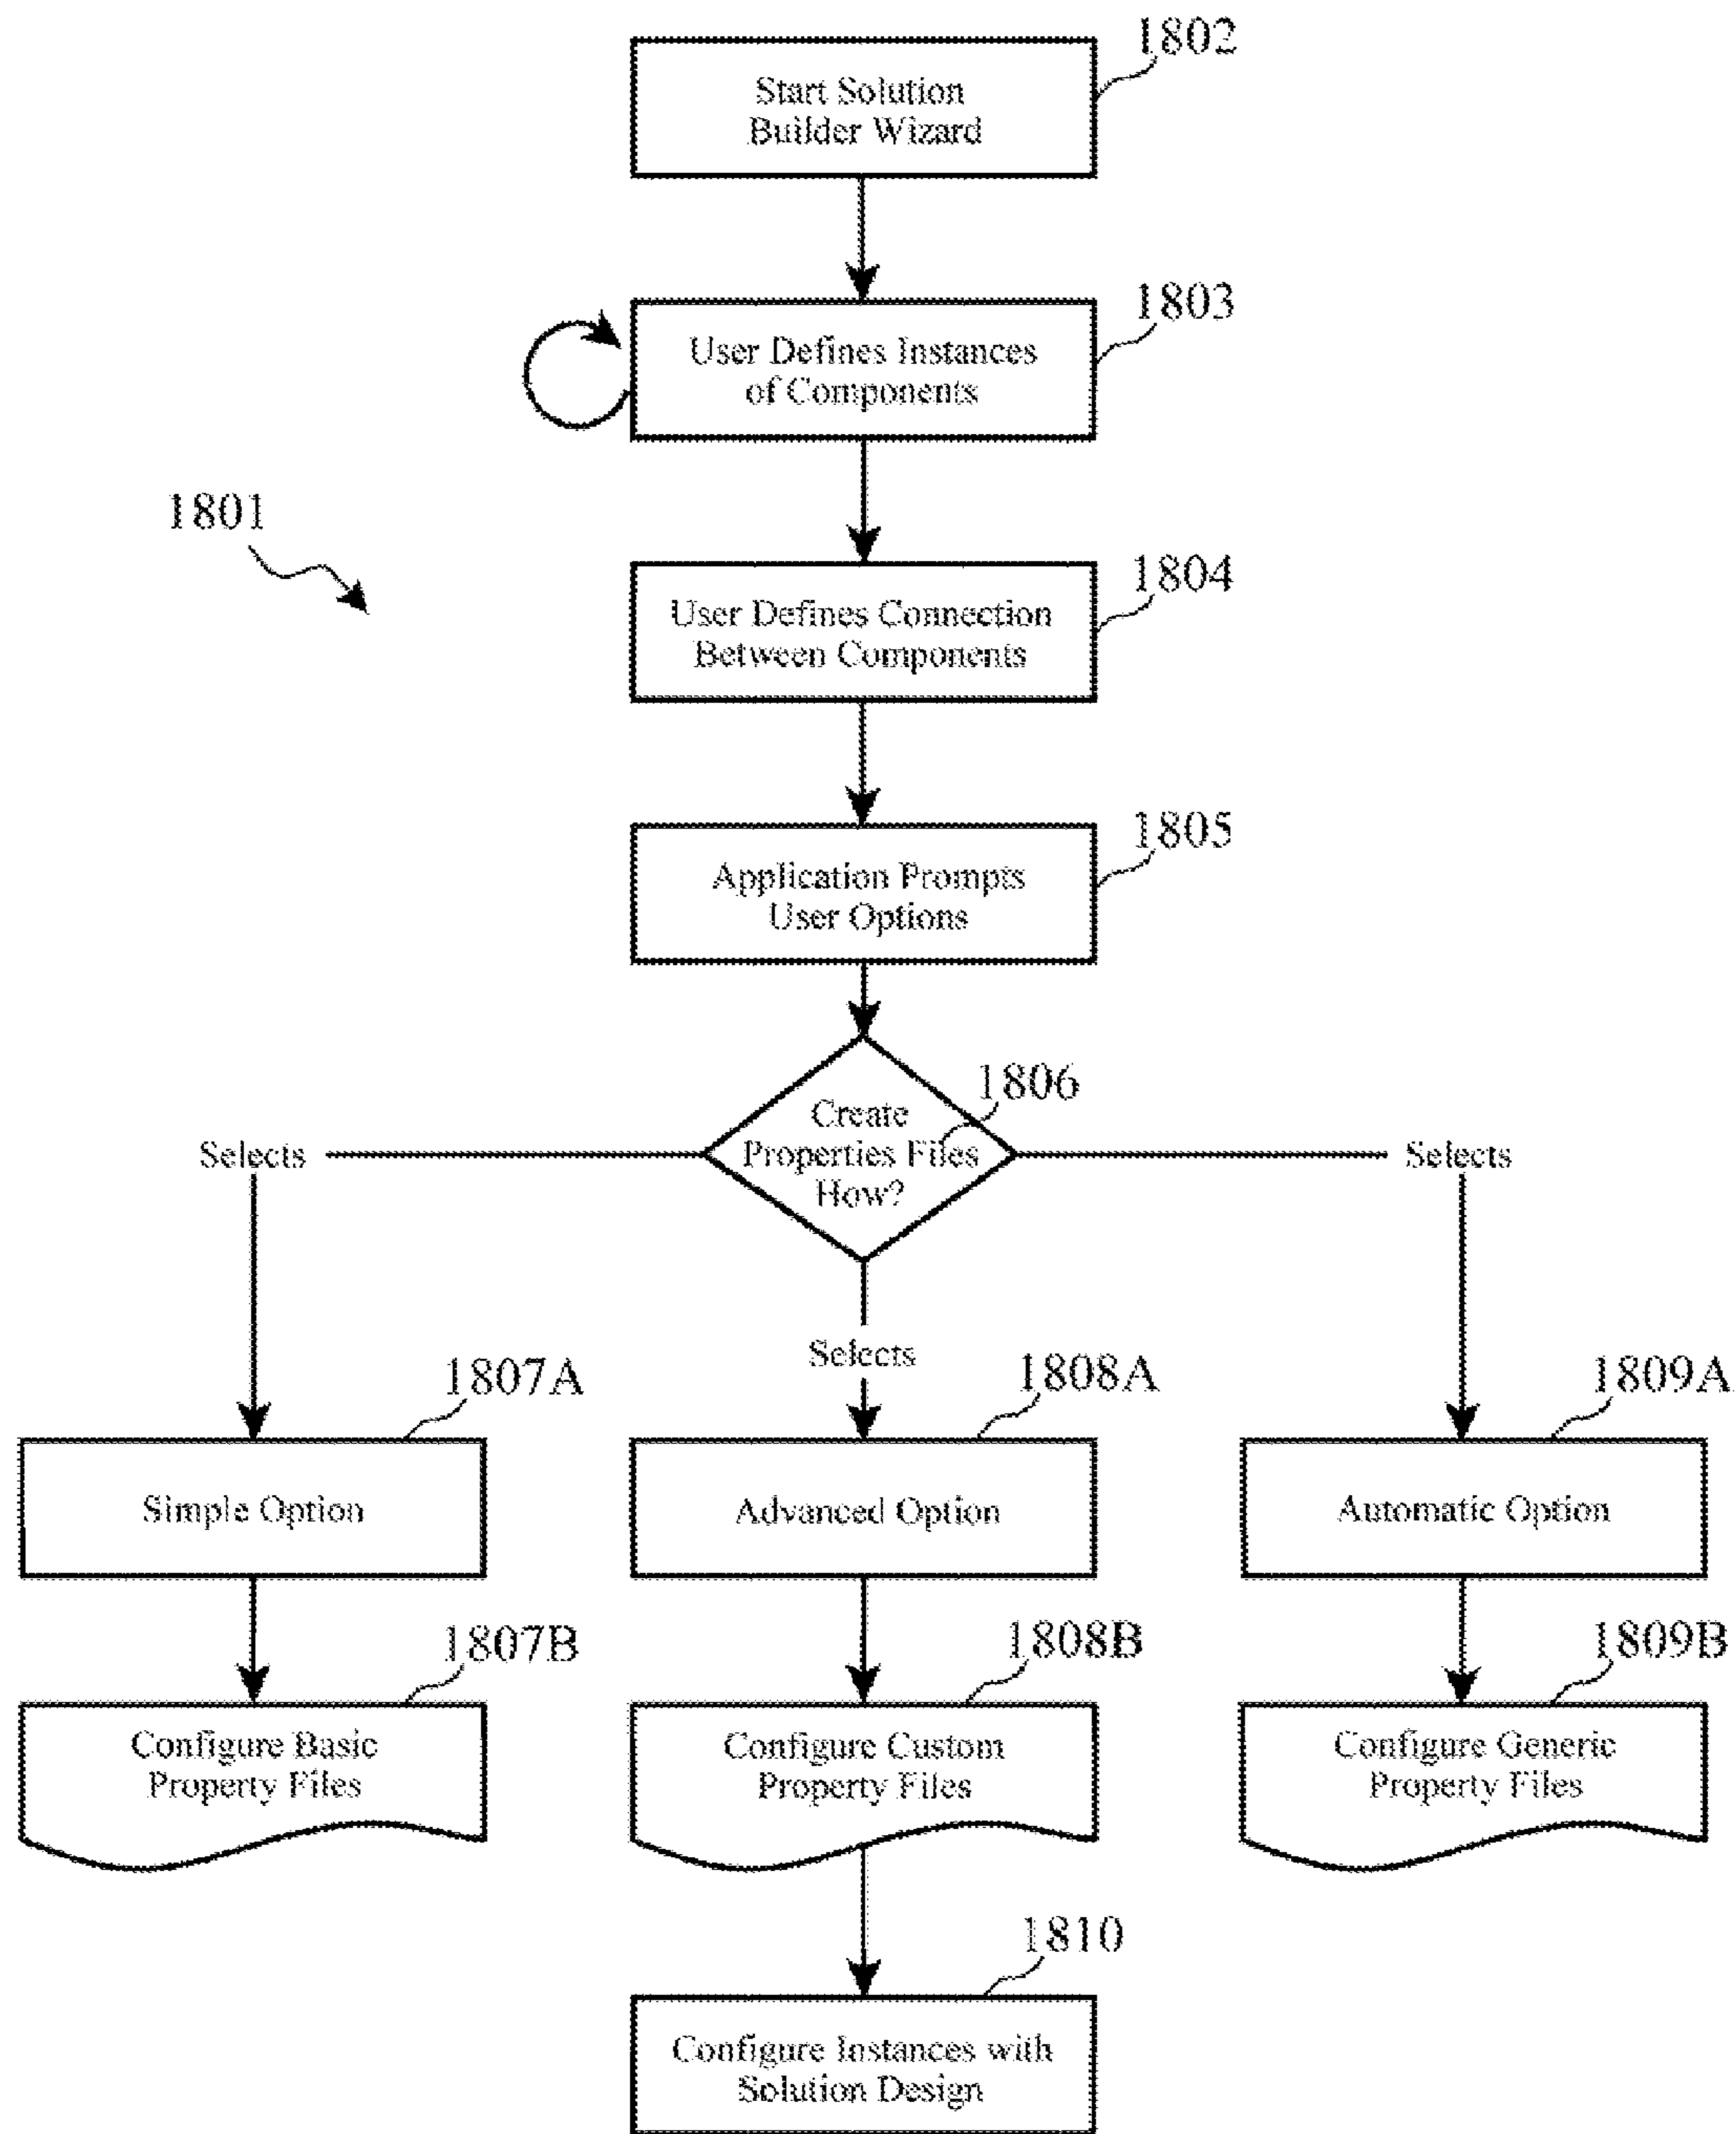 1802
Start Solution
Builder Wizard
1803
User Defines Instances
of Components
1801
1804
User Defines Connection
Between Components
1805
Application Prompts
User Options
1806
Create
Properties Files
How?
Selects
Selects
Selects
1807A
1808A
1809A
Simple Option
Advanced Option
Automatic Option
1807B
1808B
1809B
Configure Basic
Property Files
Configure Custom
Property Files
Configure Generic
Property Files
1810
Configure Instances with
Solution Design